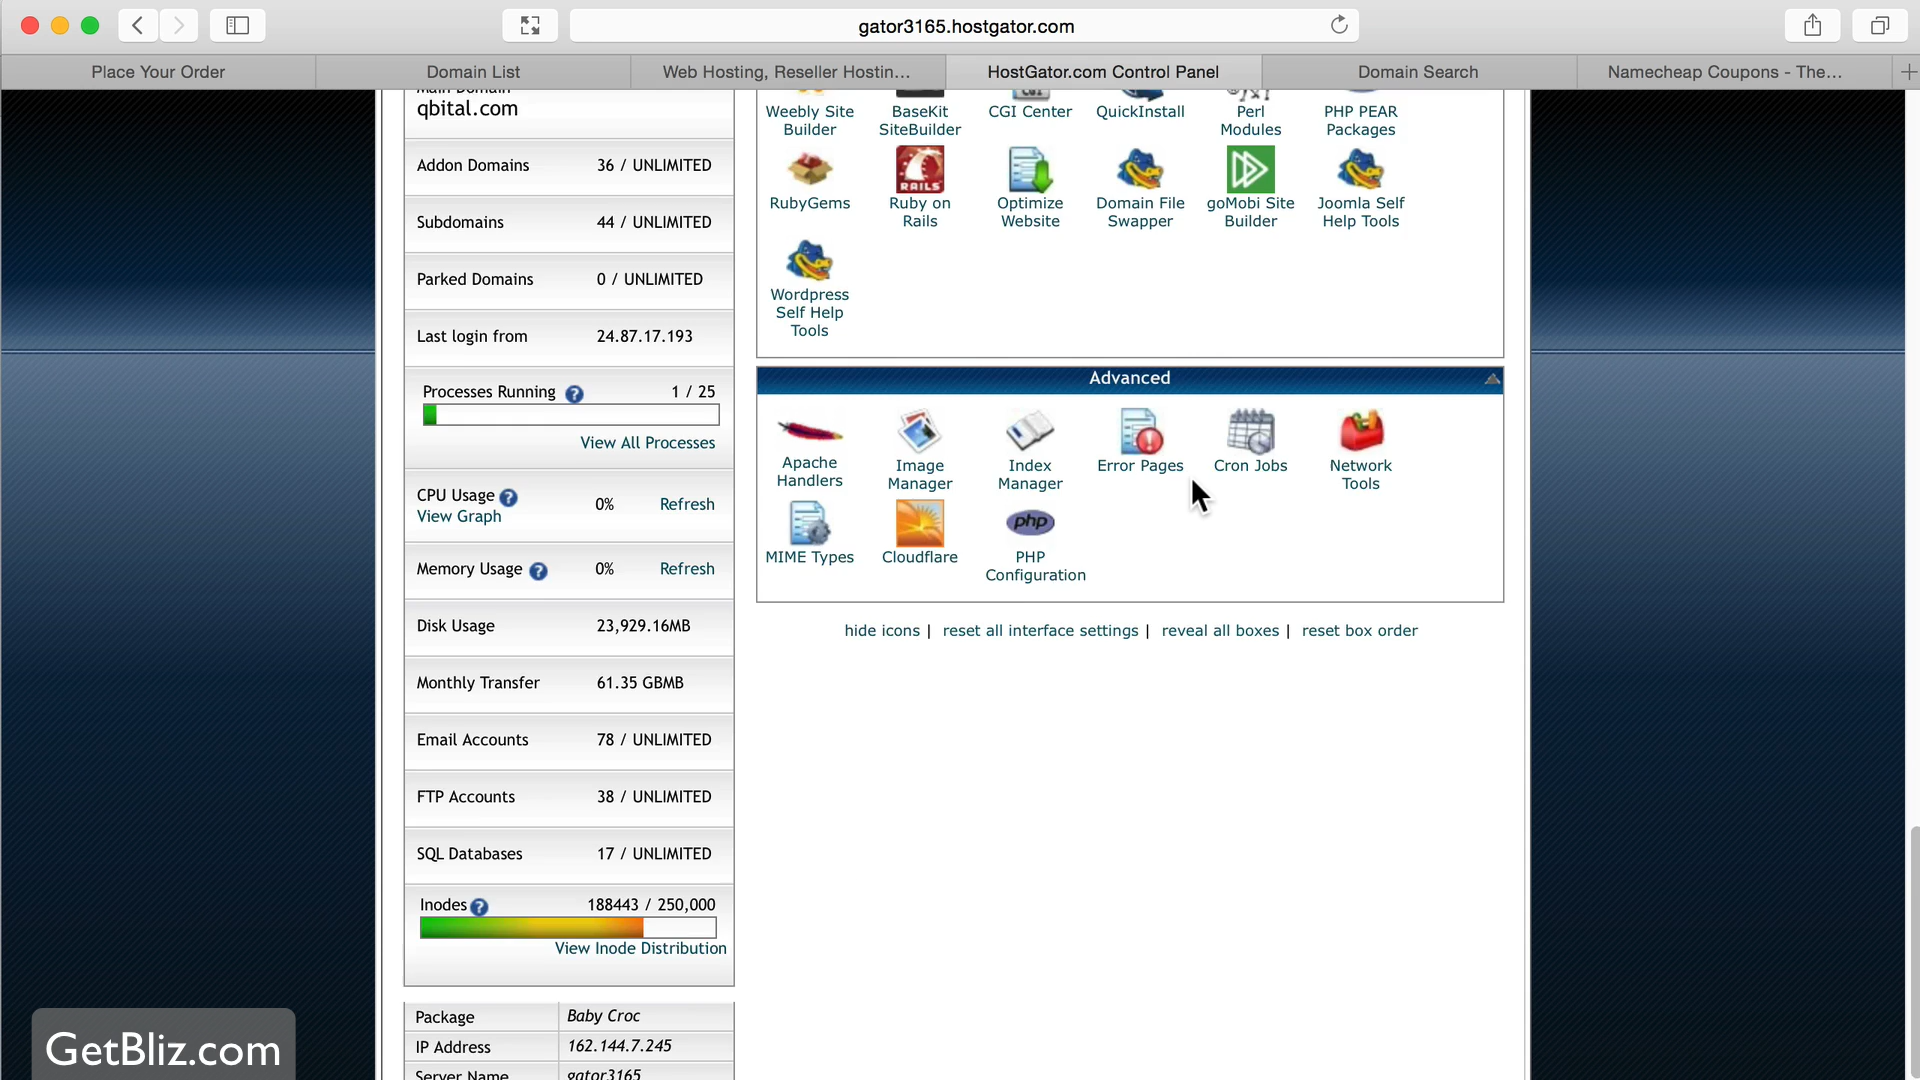 gator3165.hostgator.com
Place Your Order
Domain List
Web Hosting, Reseller Hostin...
HostGator.com Control Panel
Domain Search
Namecheap Coupons - The...
Main Domain
qbital.com
Addon Domains 36 / UNLIMITED
Subdomains 44 / UNLIMITED
Parked Domains 0 / UNLIMITED
Last login from 24.87.17.193
Processes Running ? 1 / 25
View All Processes
CPU Usage ? 0% Refresh
View Graph
Memory Usage ? 0% Refresh
Disk Usage 23,929.16MB
Monthly Transfer 61.35 GBMB
Email Accounts 78 / UNLIMITED
FTP Accounts 38 / UNLIMITED
SQL Databases 17 / UNLIMITED
Inodes ? 188443 / 250,000
View Inode Distribution
Package Baby Croc
IP Address 162.144.7.245
Server Name gator3165
CGI
Weebly Site
Builder
BaseKit
SiteBuilder
CGI Center
QuickInstall
Perl
Modules
PHP PEAR
Packages
RAILS
RubyGems
Ruby on
Rails
Optimize
Website
Domain File
Swapper
goMobi Site
Builder
Joomla Self
Help Tools
Wordpress
Self Help
Tools
Advanced
Apache
Handlers
Image
Manager
Index
Manager
Error Pages
Cron Jobs
Network
Tools
MIME Types
Cloudflare
php
PHP
Configuration
hide icons | reset all interface settings | reveal all boxes | reset box order
GetBliz.com